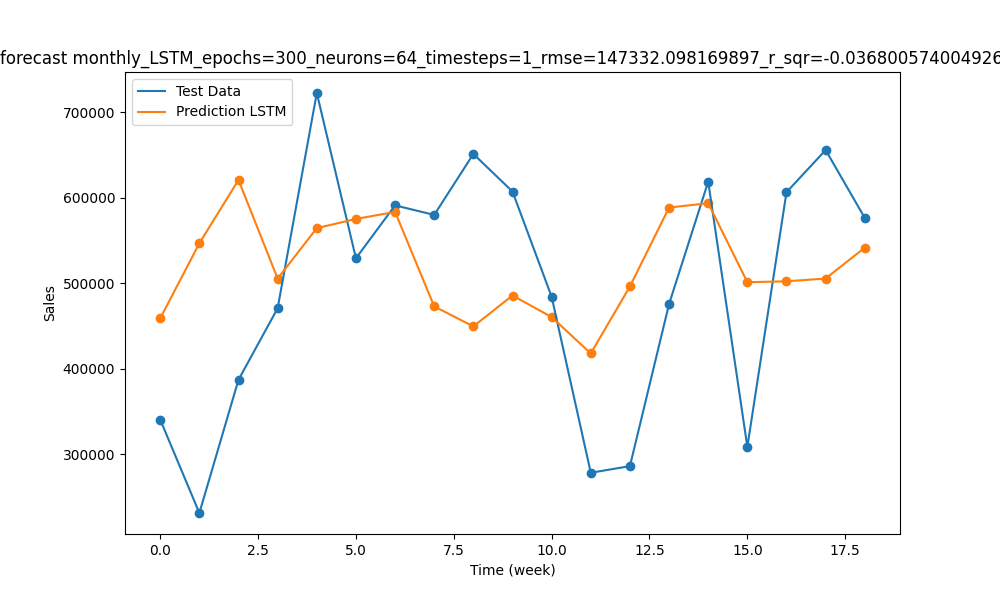 forecast monthly_LSTM_epochs=300_neurons=64_timesteps=1_rmse=147332.098169897_r_sqr=-0.036800574004926
Test Data
Prediction LSTM
700000
600000
500000
400000
300000
Sales
0.0 2.5 5.0 7.5 10.0 12.5 15.0 17.5
Time (week)